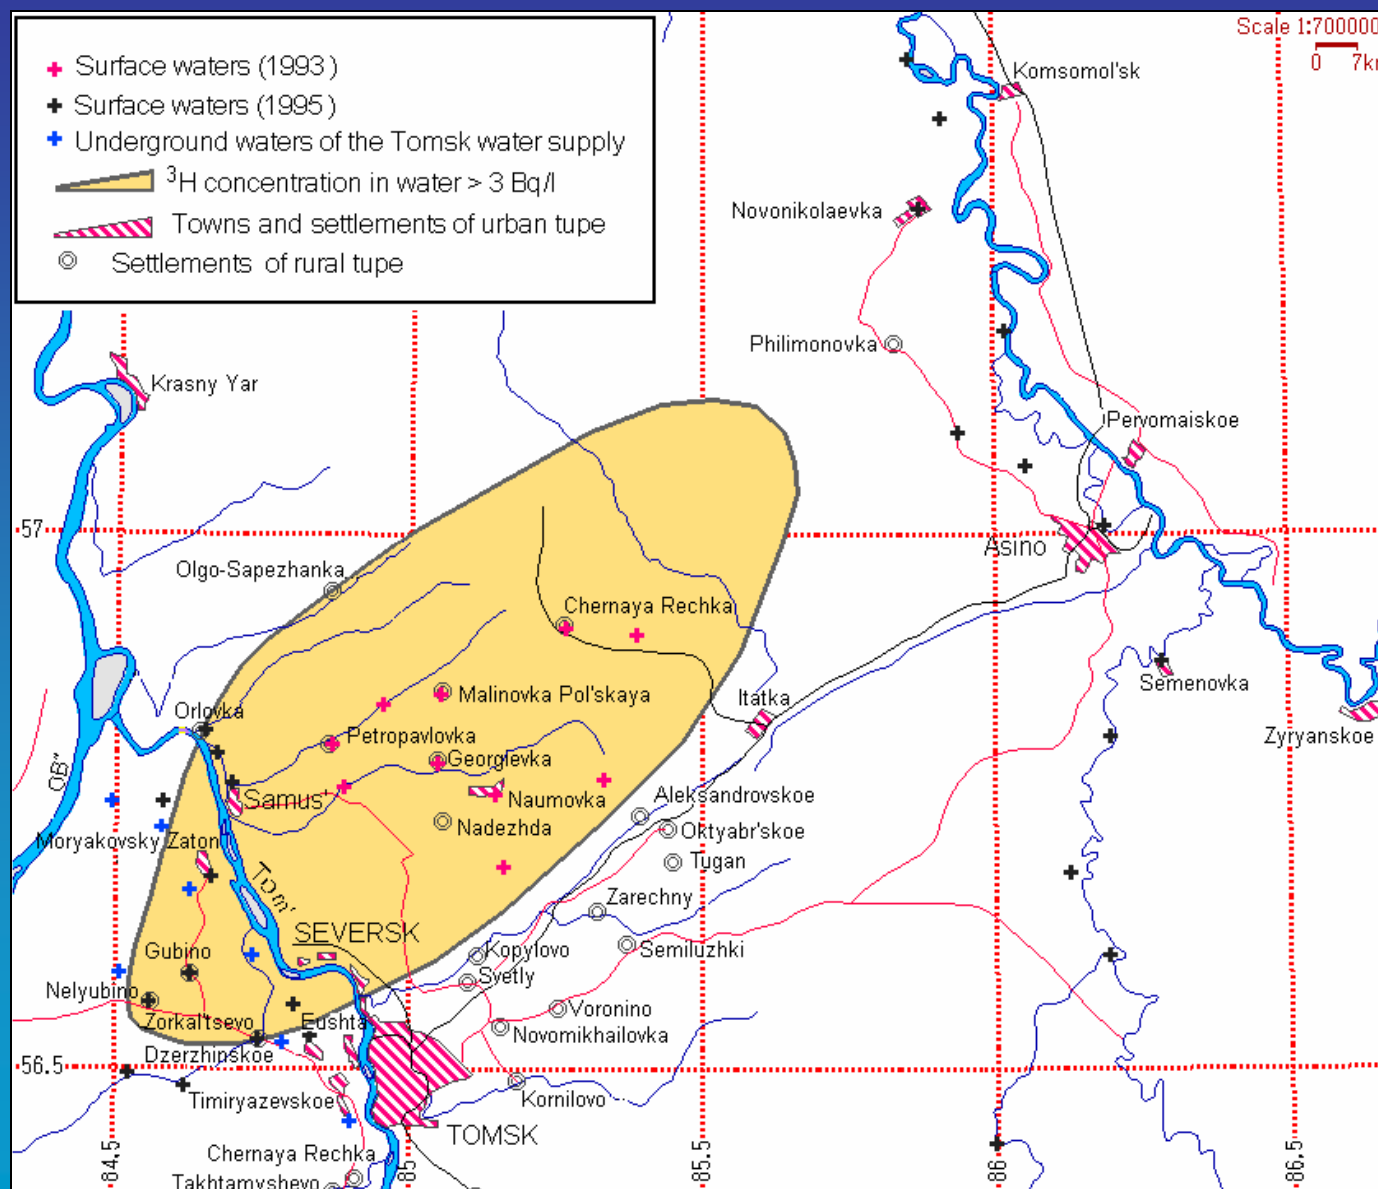 Surface waters (1993)
Surface waters (1995)
Underground waters of the Tomsk water supply
³H concentration in water > 3 Bq/l
Towns and settlements of urban tupe
Settlements of rural tupe
Scale 1:700000
0 7k
Komsomol'sk
Novonikolaevka
Philimonovka
Krasny Yar
Pervomaiskoe
57
Asino
Olgo-Sapezhanka
Chernaya Rechka
Semenovka
Malinovka Pol'skaya
Itatka
Orlovka
Petropavlovka
Zyryanskoe
Georgievka
OB"
Samus'
Naumovka
Aleksandrovskoe
Nadezhda
Oktyabr'skoe
Moryakovsky Zaton
Tugan
Tom'
Zarechny
SEVERSK
Gubino
Kopylovo
Semiluzhki
Svetly
Nelyubino
Voronino
Zorkaltsevo
Eushta
Novomikhailovka
Dzerzhinskoe
56.5
Timiryazevskoe
Kornilovo
TOMSK
Chernaya Rechka
Takhtamyshevo
84.5
85
85.5
86
86.5